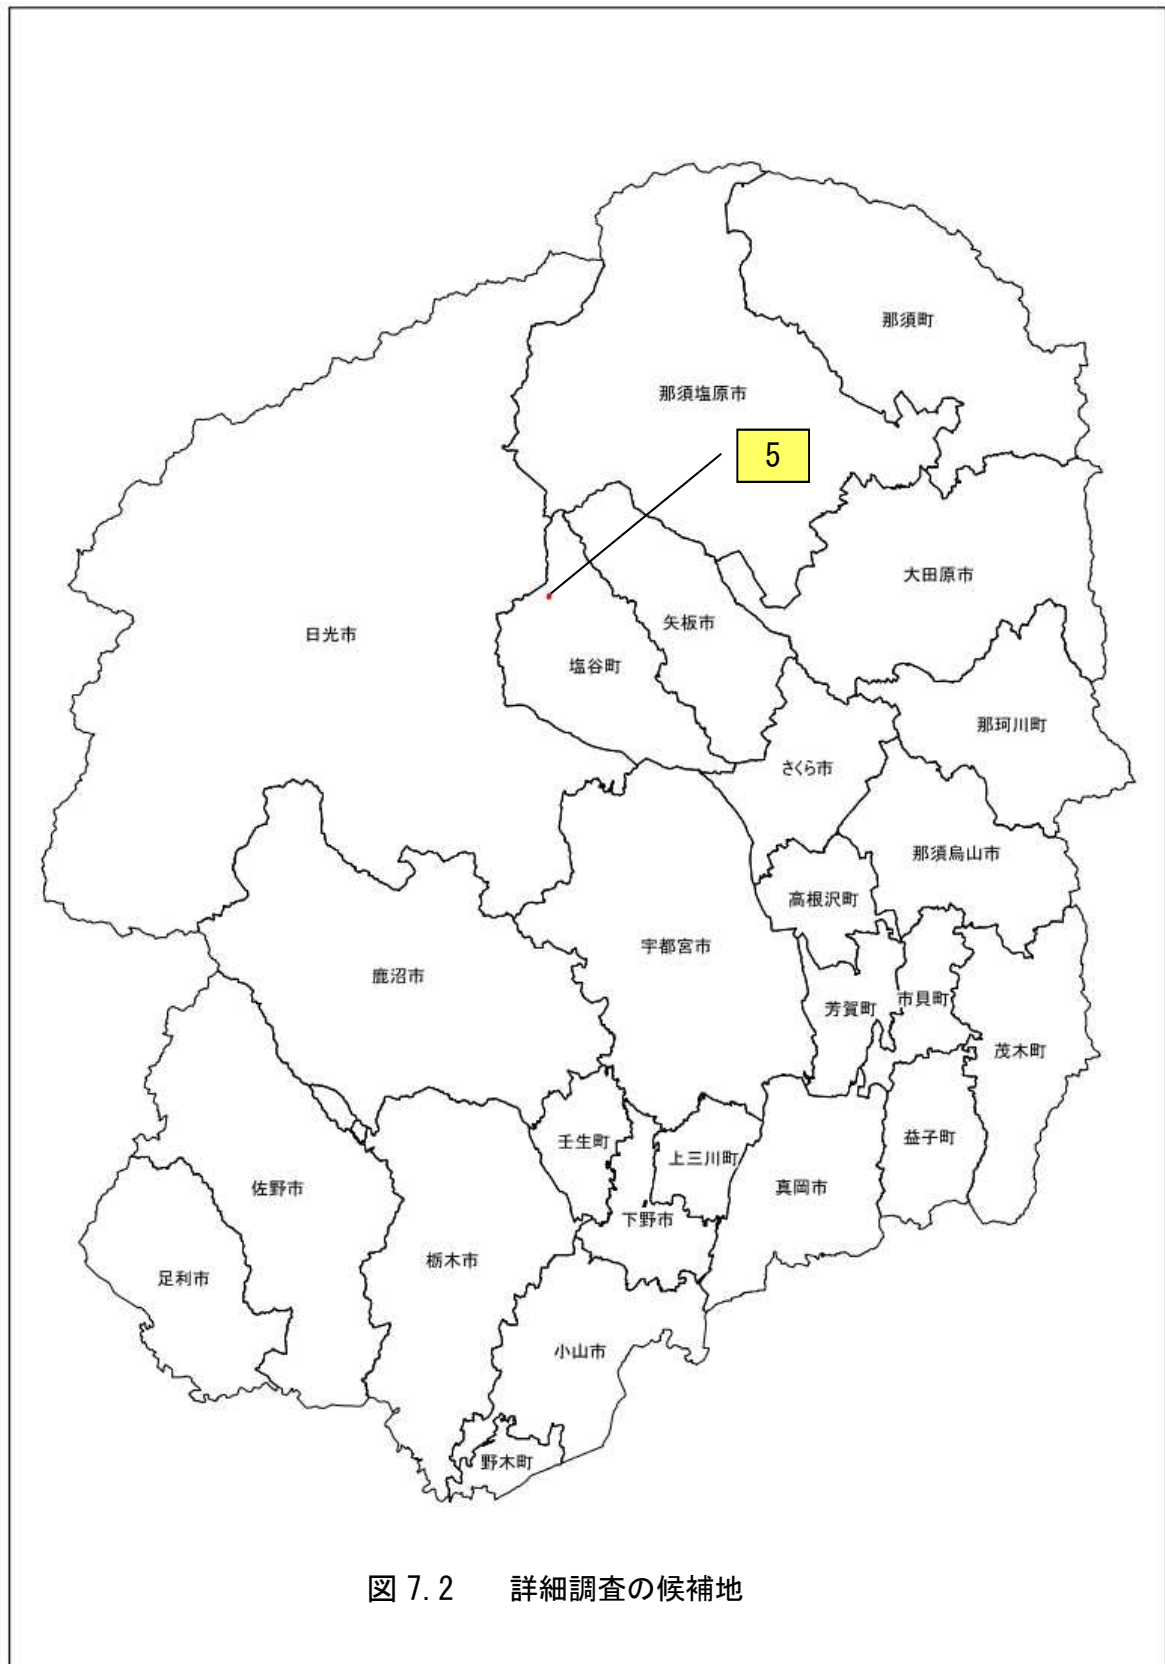 那須町
那須塩原市
5
大田原市
矢板市
日光市
塩谷町
那珂川町
さくら市
那須烏山市
高根沢町
宇都宮市
鹿沼市
市貝町
芳賀町
茂木町
益子町
壬生町
上三川町
真岡市
佐野市
下野市
栃木市
足利市
小山市
野木町
図 7.2 詳細調査の候補地